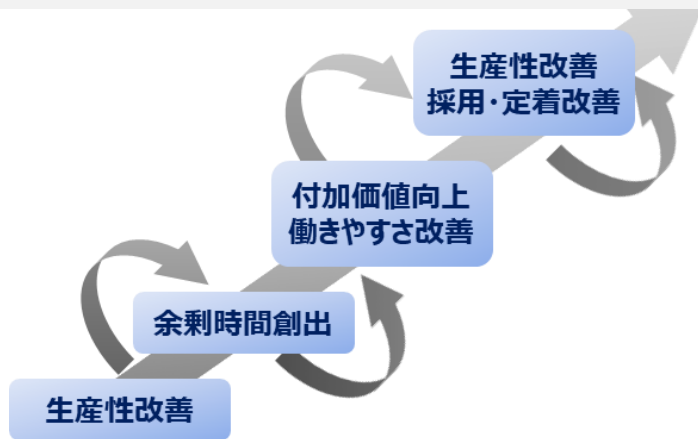 生産性改善
採用・定着改善
付加価値向上
働きやすさ改善
余剰時間創出
生産性改善